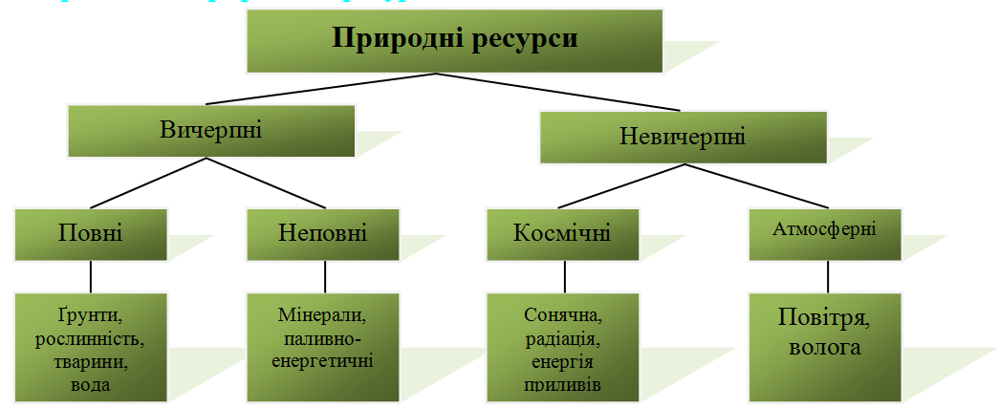 Природні ресурси
Вичерпні
Невичерпні
Повні
Неповні
Космічні
Атмосферні
Ґрунти,
рослинність,
тварини,
вода
Мінерали,
паливно-
енергетичні
Сонячна,
радіація,
енергія
приливів
Повітря,
волога